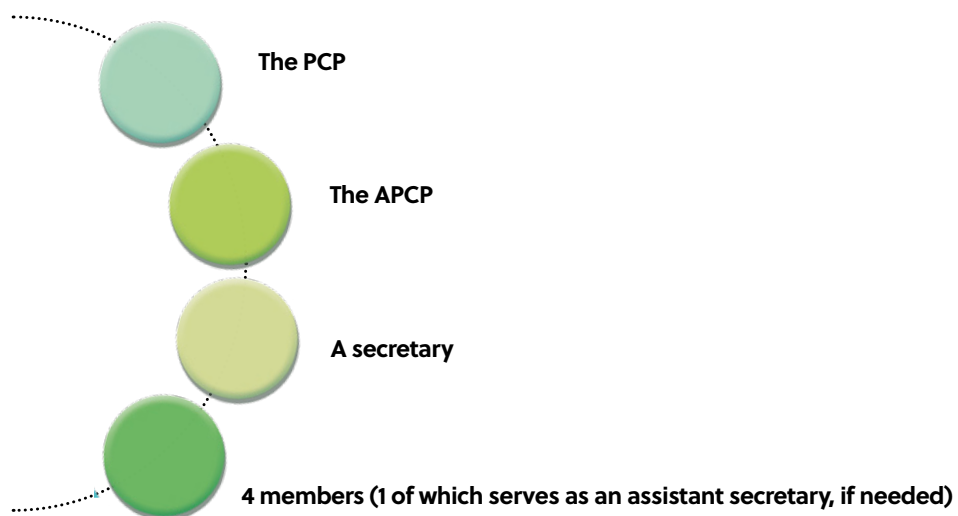 The PCP
The APCP
A secretary
4 members (1 of which serves as an assistant secretary, if needed)